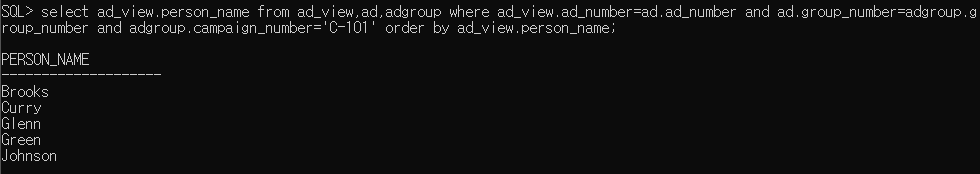 SQL> select ad_view.person_name from ad_view,ad,adgroup where ad_view.ad_number=ad.ad_number and ad.group_number=adgroup.g
roup_number and adgroup.campaign_number='C-101' order by ad_view.person_name;
PERSON_NAME
--------------------
Brooks
Curry
Glenn
Green
Johnson